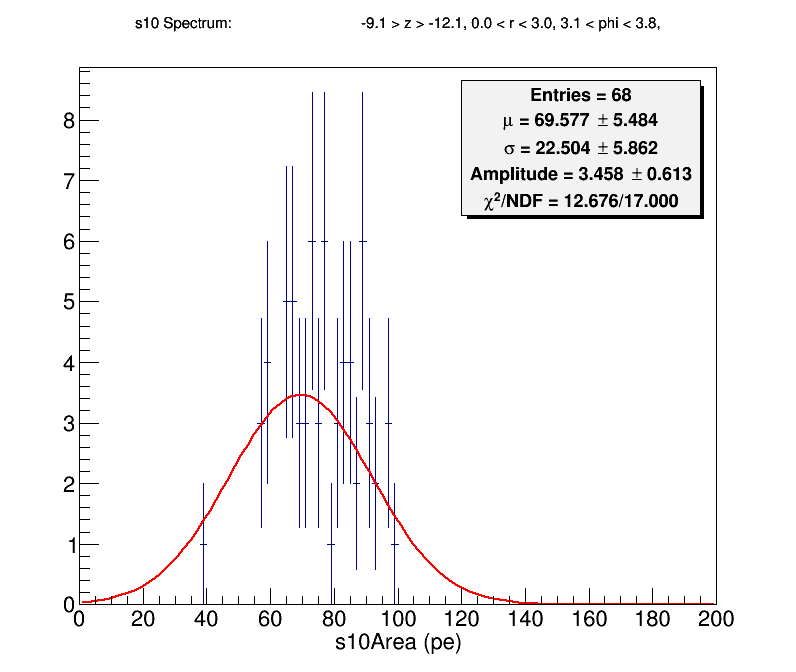 s10 Spectrum: -9.1 > z > -12.1, 0.0 < r < 3.0, 3.1 < phi < 3.8,
Entries = 68
μ = 69.577 ± 5.484
σ = 22.504 ± 5.862
Amplitude = 3.458 ± 0.613
χ²/NDF = 12.676/17.000
8
7
6
5
4
3
2
1
0
0 20 40 60 80 100 120 140 160 180 200
s10Area (pe)